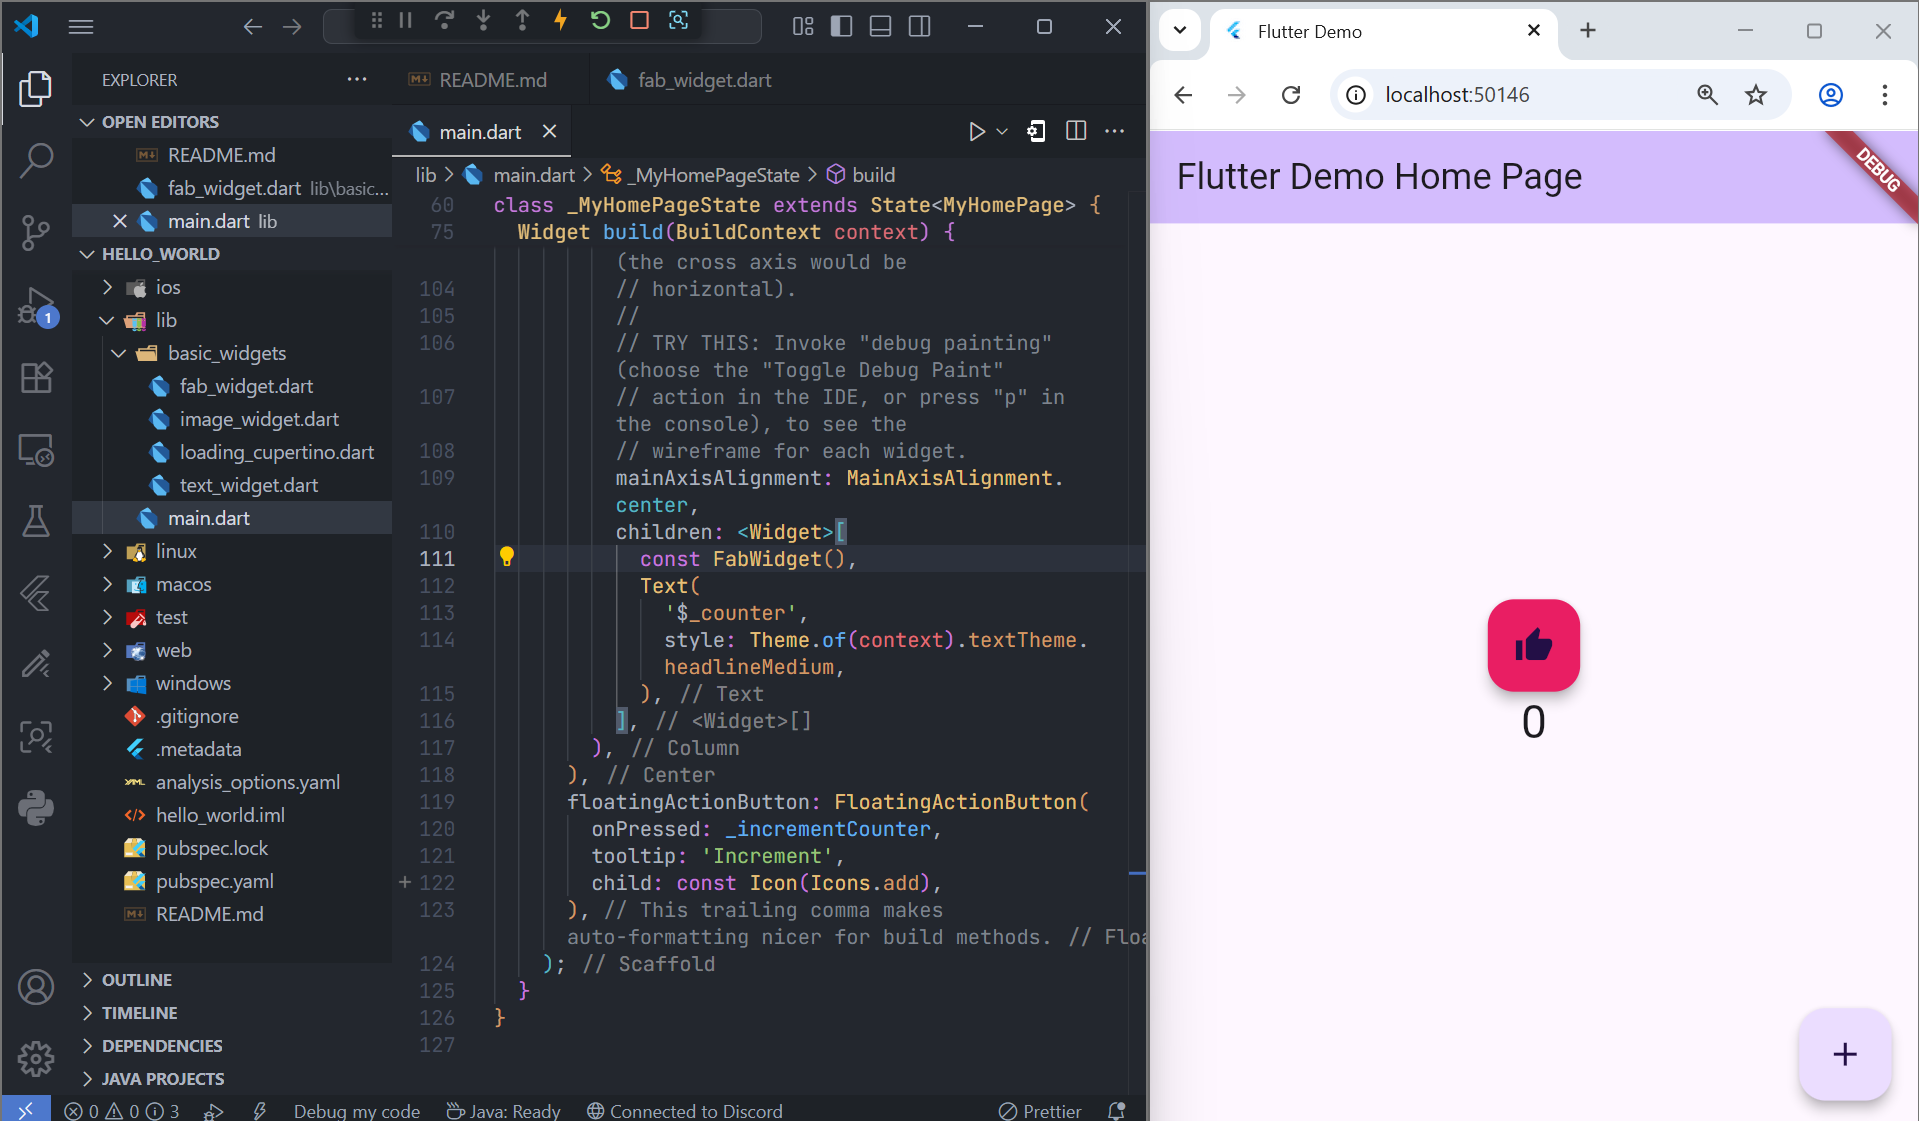 EXPLORER
OPEN EDITORS
README.md
fab_widget.dart lib\basic...
main.dart lib
HELLO_WORLD
ios
lib
basic_widgets
fab_widget.dart
image_widget.dart
loading_cupertino.dart
text_widget.dart
main.dart
linux
macos
test
web
windows
.gitignore
.metadata
analysis_options.yaml
hello_world.iml
pubspec.lock
pubspec.yaml
README.md
OUTLINE
TIMELINE
DEPENDENCIES
JAVA PROJECTS
1
README.md
fab_widget.dart
main.dart
lib > main.dart > _MyHomePageState > build
60 class _MyHomePageState extends State<MyHomePage> {
75 Widget build(BuildContext context) {
(the cross axis would be
104 // horizontal).
105 //
106 // TRY THIS: Invoke "debug painting"
(choose the "Toggle Debug Paint"
107 // action in the IDE, or press "p" in
the console), to see the
108 // wireframe for each widget.
109 mainAxisAlignment: MainAxisAlignment.
center,
110 children: <Widget>[
111 const FabWidget(),
112 Text(
113 '$_counter',
114 style: Theme.of(context).textTheme.
headlineMedium,
115 ), // Text
116 ], // <Widget>[]
117 ), // Column
118 ), // Center
119 floatingActionButton: FloatingActionButton(
120 onPressed: _incrementCounter,
121 tooltip: 'Increment',
122 child: const Icon(Icons.add),
123 ), // This trailing comma makes
auto-formatting nicer for build methods. // Floa
124 ); // Scaffold
125 }
126 }
127
0 0 3 Debug my code Java: Ready Connected to Discord Prettier
Flutter Demo
localhost:50146
Flutter Demo Home Page
DEBUG
0